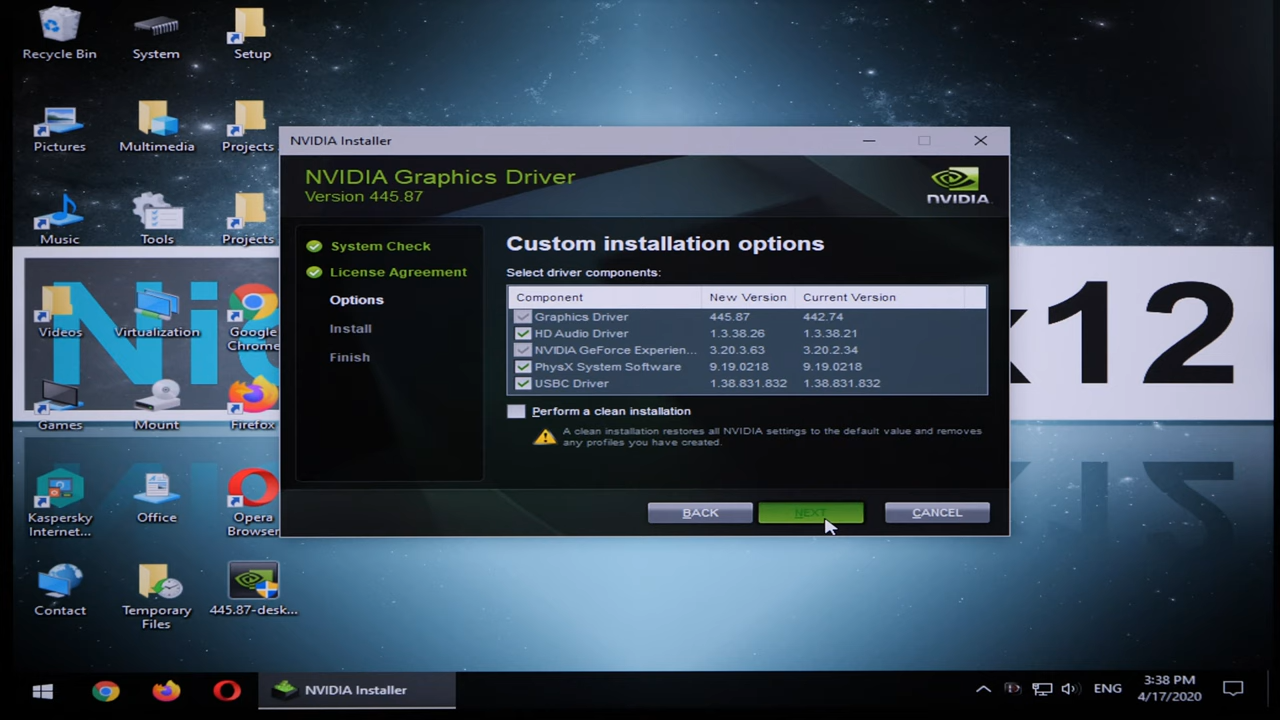 Recycle Bin
System
Setup
Pictures
Multimedia
Projects
Music
Tools
Projects
Videos
Virtualization
Google
Chrome
Games
Mount
Firefox
Kaspersky
Internet...
Office
Opera
Browser
Contact
Temporary
Files
445.87-desk...
Ni
x12
NVIDIA Installer
NVIDIA Graphics Driver
Version 445.87
NVIDIA
System Check
License Agreement
Options
Install
Finish
Custom installation options
Select driver components:
Component New Version Current Version
Graphics Driver 445.87 442.74
HD Audio Driver 1.3.38.26 1.3.38.21
NVIDIA GeForce Experien... 3.20.3.63 3.20.2.34
PhysX System Software 9.19.0218 9.19.0218
USBC Driver 1.38.831.832 1.38.831.832
Perform a clean installation
A clean installation restores all NVIDIA settings to the default value and removes
any profiles you have created.
BACK
NEXT
CANCEL
NVIDIA Installer
ENG
3:38 PM
4/17/2020